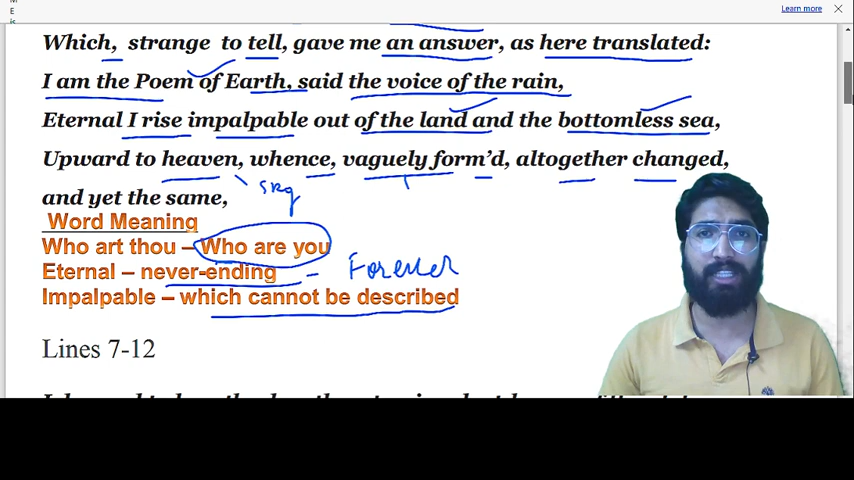 Learn more
Which, strange to tell, gave me an answer, as here translated:
I am the Poem of Earth, said the voice of the rain,
Eternal I rise impalpable out of the land and the bottomless sea,
Upward to heaven, whence, vaguely form'd, altogether changed,
sky
and yet the same,
Word Meaning
Who art thou – Who are you
Eternal – never-ending – Forever
Impalpable – which cannot be described
Lines 7-12